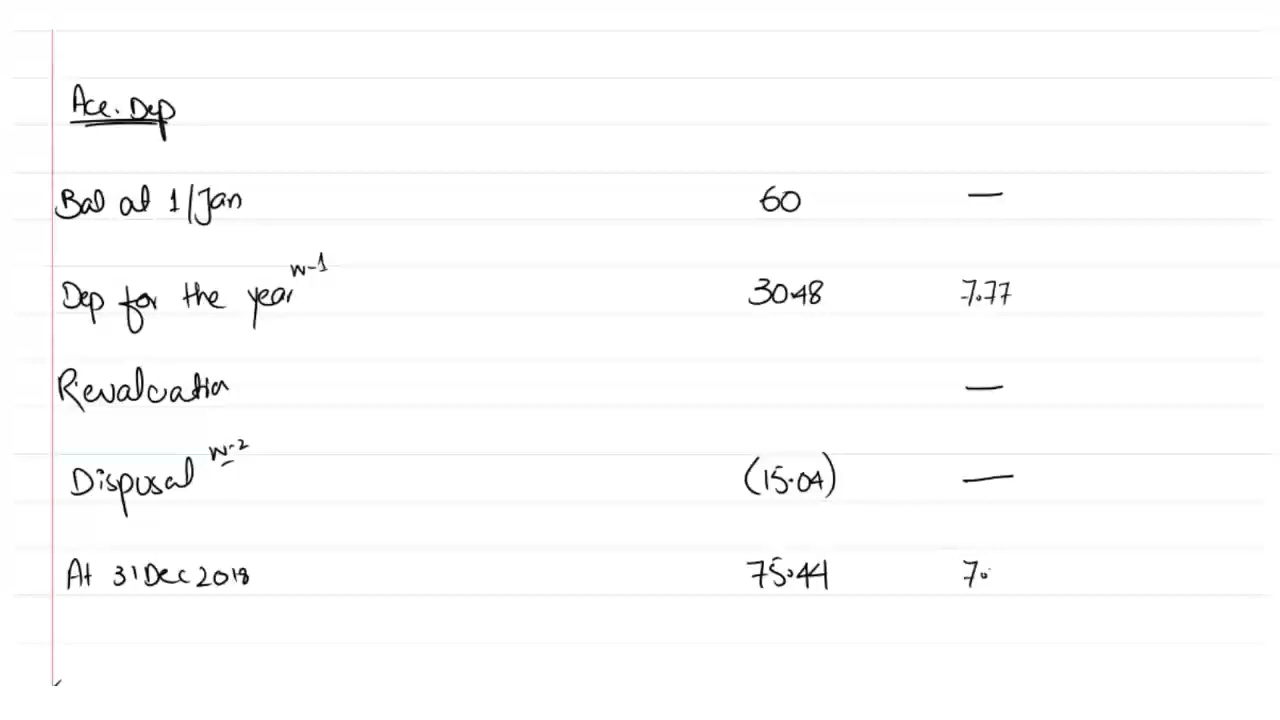 Acc. Dep
Bal at 1/Jan 60 —
Dep for the year w-1 30.48 7.77
Revaluation —
Disposal w-2 (15.04) —
At 31 Dec 2018 75.44 7.